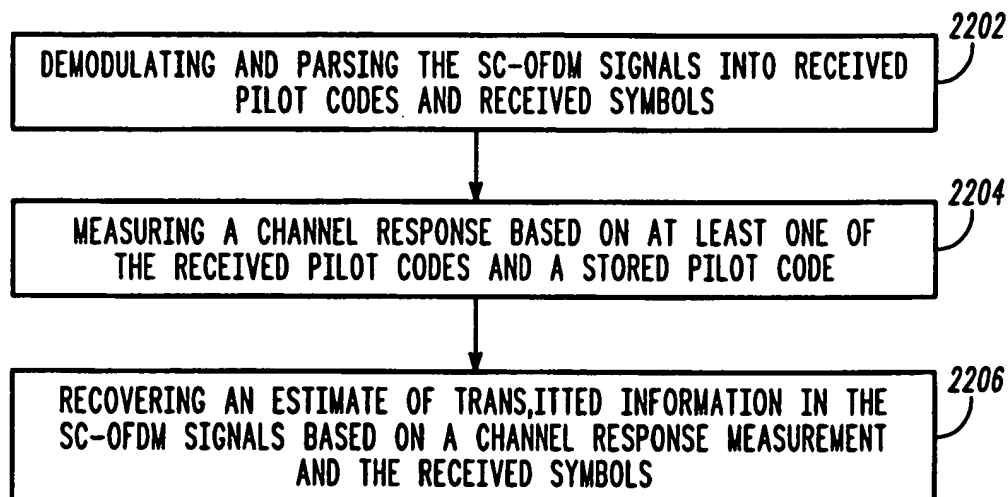 2202
DEMODULATING AND PARSING THE SC-OFDM SIGNALS INTO RECEIVED
PILOT CODES AND RECEIVED SYMBOLS
2204
MEASURING A CHANNEL RESPONSE BASED ON AT LEAST ONE OF
THE RECEIVED PILOT CODES AND A STORED PILOT CODE
2206
RECOVERING AN ESTIMATE OF TRANS,ITTED INFORMATION IN THE
SC-OFDM SIGNALS BASED ON A CHANNEL RESPONSE MEASUREMENT
AND THE RECEIVED SYMBOLS